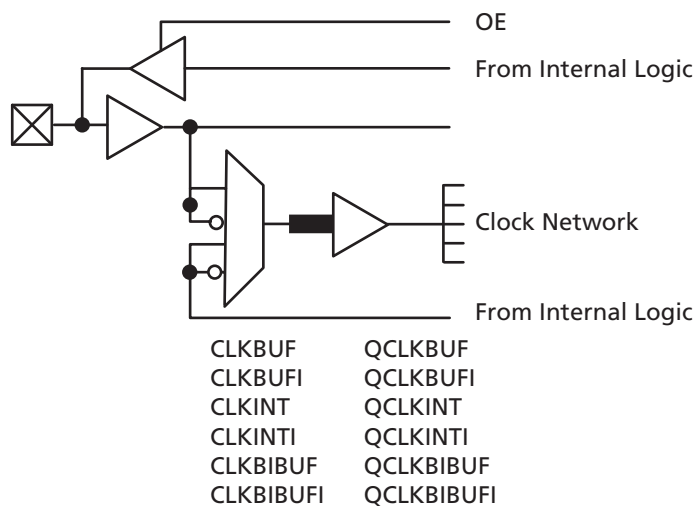 OE
From Internal Logic
Clock Network
From Internal Logic
CLKBUF QCLKBUF
CLKBUFI QCLKBUFI
CLKINT QCLKINT
CLKINTI QCLKINTI
CLKBIBUF QCLKBIBUF
CLKBIBUFI QCLKBIBUFI